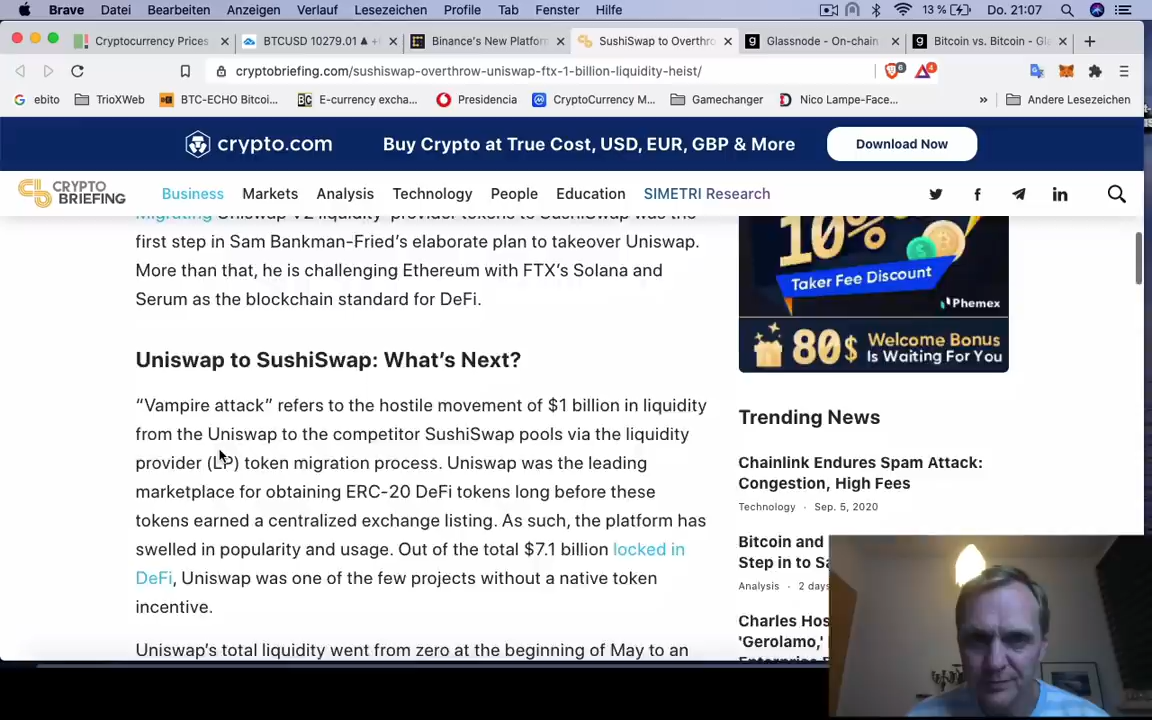 Brave Datei Bearbeiten Anzeigen Verlauf Lesezeichen Profile Tab Fenster Hilfe 13 % Do. 21:07
Cryptocurrency Prices × BTCUSD 10279.01 × Binance's New Platfor × SushiSwap to Overthro × Glassnode - On-chain × Bitcoin vs. Bitcoin - Gla ×
cryptobriefing.com/sushiswap-overthrow-uniswap-ftx-1-billion-liquidity-heist/
ebito TrioXWeb BTC-ECHO Bitcoi... E-currency excha... Presidencia CryptoCurrency M... Gamechanger Nico Lampe-Face... » Andere Lesezeichen
crypto.com Buy Crypto at True Cost, USD, EUR, GBP & More Download Now
CRYPTO BRIEFING Business Markets Analysis Technology People Education SIMETRI Research
Migrating Uniswap V2 liquidity provider tokens to SushiSwap was the
first step in Sam Bankman-Fried's elaborate plan to takeover Uniswap.
More than that, he is challenging Ethereum with FTX's Solana and
Serum as the blockchain standard for DeFi.
Uniswap to SushiSwap: What's Next?
“Vampire attack” refers to the hostile movement of $1 billion in liquidity
from the Uniswap to the competitor SushiSwap pools via the liquidity
provider (LP) token migration process. Uniswap was the leading
marketplace for obtaining ERC-20 DeFi tokens long before these
tokens earned a centralized exchange listing. As such, the platform has
swelled in popularity and usage. Out of the total $7.1 billion locked in
DeFi, Uniswap was one of the few projects without a native token
incentive.
Uniswap's total liquidity went from zero at the beginning of May to an
10%
Taker Fee Discount
Phemex
80$ Welcome Bonus
Is Waiting For You
Trending News
Chainlink Endures Spam Attack:
Congestion, High Fees
Technology · Sep. 5, 2020
Bitcoin and
Step in to Sa
Analysis · 2 days
Charles Hos
'Gerolamo,'